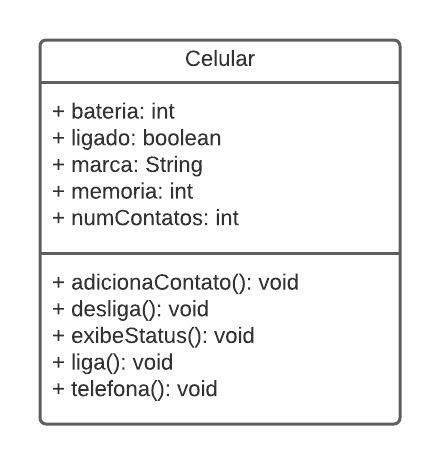 Celular
+ bateria: int
+ ligado: boolean
+ marca: String
+ memoria: int
+ numContatos: int
+ adicionaContato(): void
+ desliga(): void
+ exibeStatus(): void
+ liga(): void
+ telefona(): void